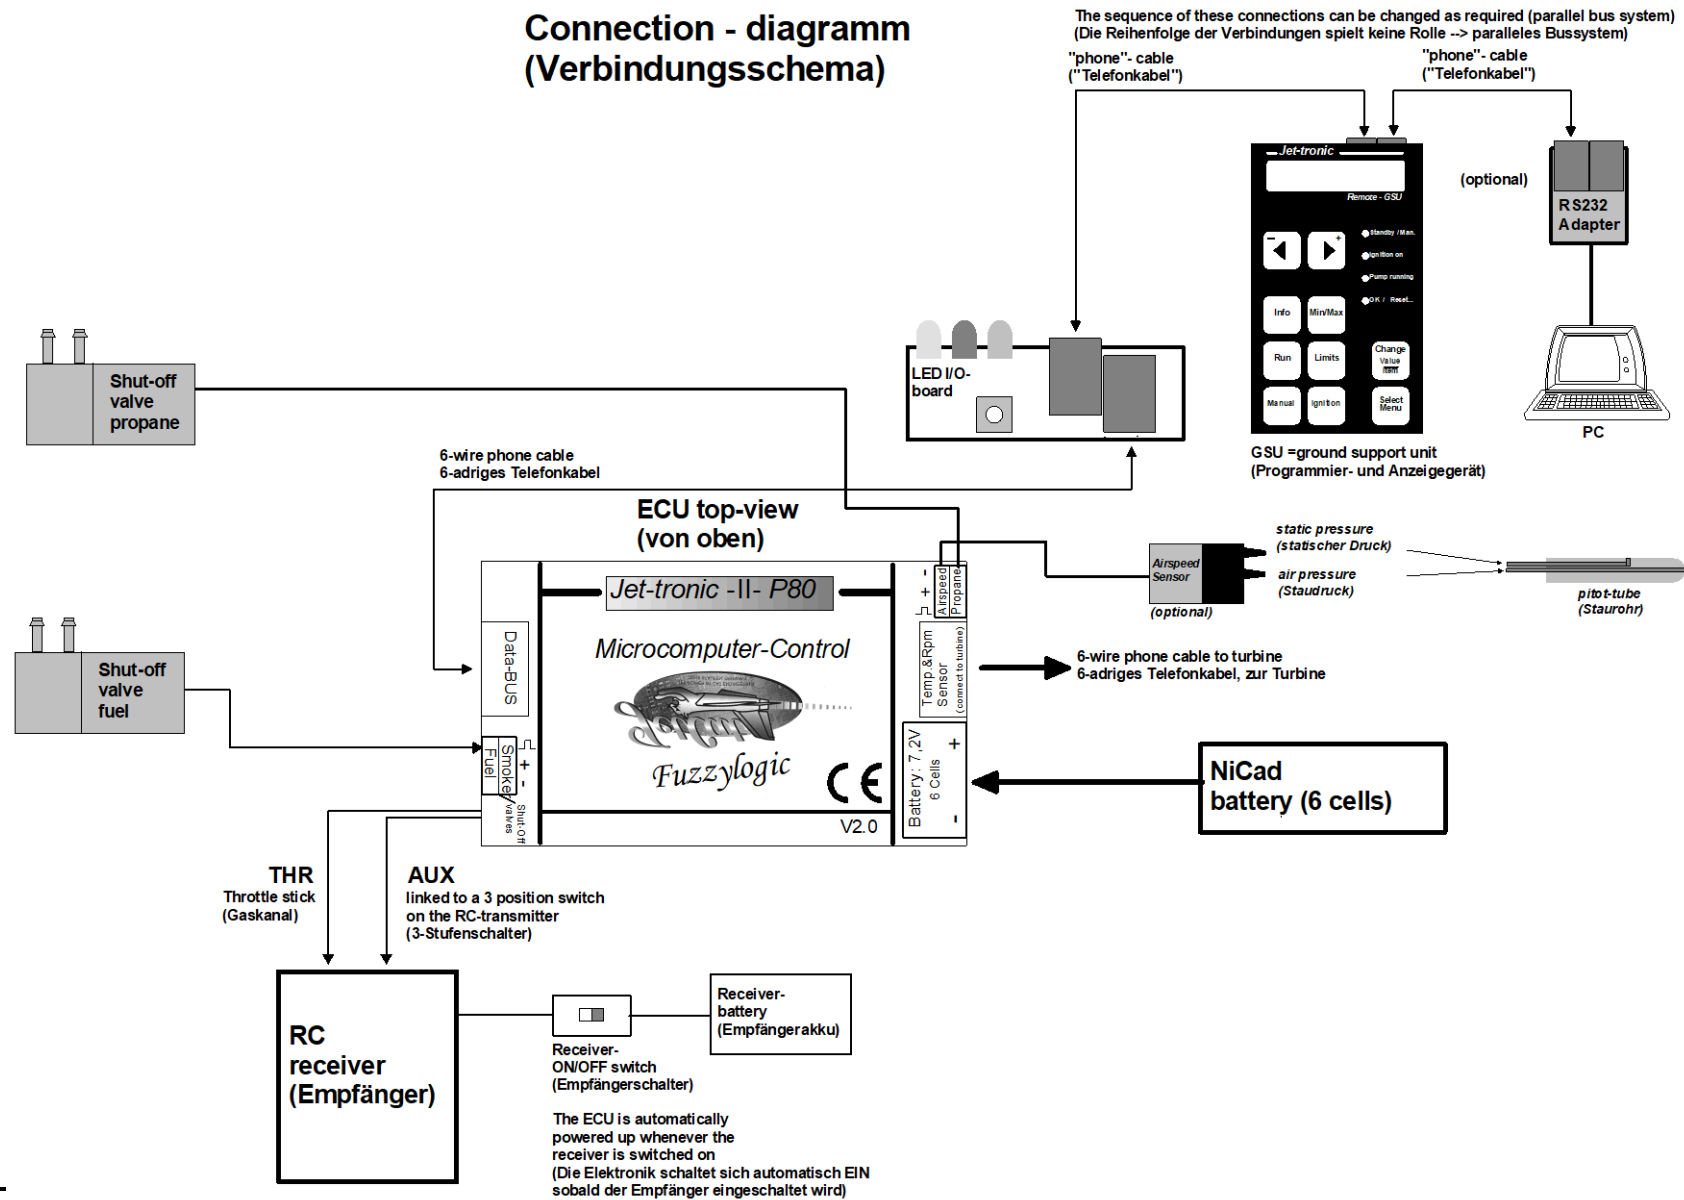 Connection - diagramm
(Verbindungsschema)
The sequence of these connections can be changed as required (parallel bus system)
(Die Reihenfolge der Verbindungen spielt keine Rolle --> paralleles Bussystem)
"phone"- cable
("Telefonkabel")
"phone"- cable
("Telefonkabel")
Jet-tronic
Remote - GSU
- +
Standby / Man.
Ignition on
Pump running
OK / Reset...
Info
Min/Max
Run
Limits
Change
Value
Item
Manual
Ignition
Select
Menu
GSU =ground support unit
(Programmier- und Anzeigegerät)
(optional)
RS232
Adapter
PC
LED I/O-
board
Shut-off
valve
propane
6-wire phone cable
6-adriges Telefonkabel
ECU top-view
(von oben)
Shut-off
valve
fuel
Jet-tronic -II- P80
Microcomputer-Control
Fuzzylogic
CE
V2.0
Data-BUS
Fuel
Smoke
+ -
Shut-Off
valves
Airspeed
Propane
+ -
Temp.&Rpm
Sensor
(connect to turbine)
Battery: 7,2V
6 Cells
+
-
Airspeed
Sensor
(optional)
static pressure
(statischer Druck)
air pressure
(Staudruck)
pitot-tube
(Staurohr)
6-wire phone cable to turbine
6-adriges Telefonkabel, zur Turbine
NiCad
battery (6 cells)
THR
Throttle stick
(Gaskanal)
AUX
linked to a 3 position switch
on the RC-transmitter
(3-Stufenschalter)
RC
receiver
(Empfänger)
Receiver-
ON/OFF switch
(Empfängerschalter)
Receiver-
battery
(Empfängerakku)
The ECU is automatically
powered up whenever the
receiver is switched on
(Die Elektronik schaltet sich automatisch EIN
sobald der Empfänger eingeschaltet wird)